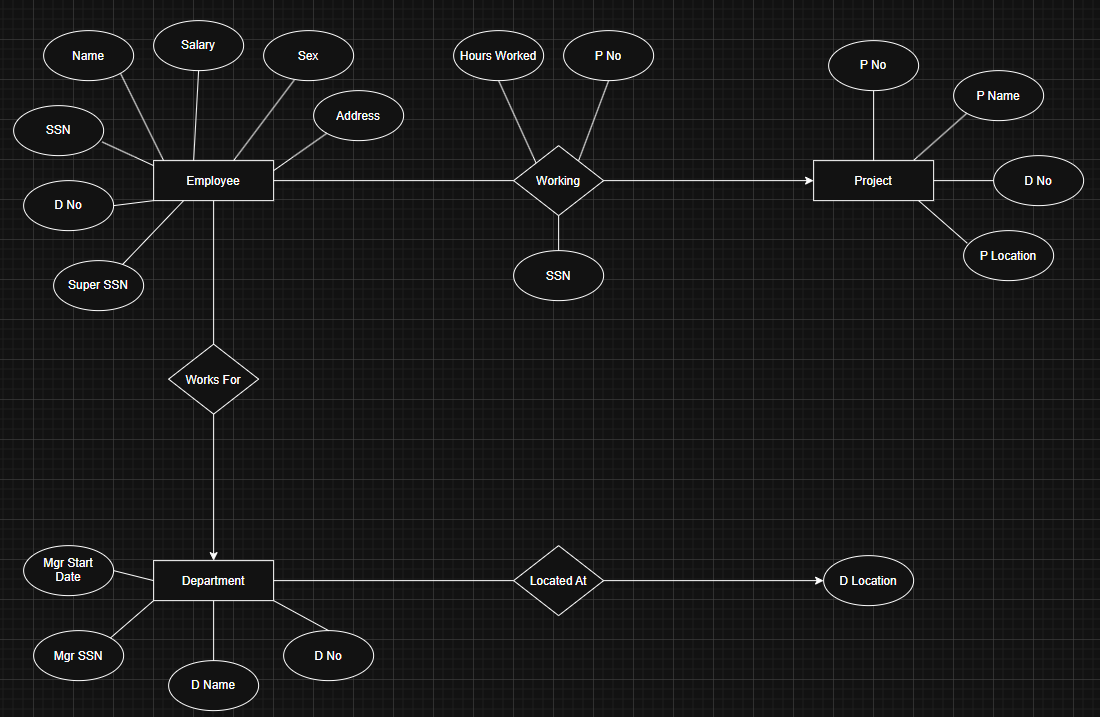 Name
Salary
Sex
Address
SSN
D No
Super SSN
Employee
Hours Worked
P No
Working
SSN
P No
P Name
D No
P Location
Project
Works For
Mgr Start
Date
Department
Mgr SSN
D Name
D No
Located At
D Location